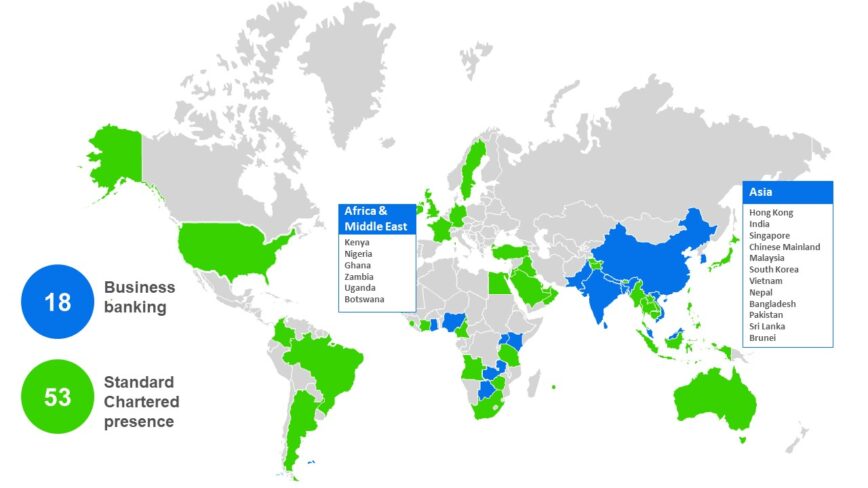 Africa &
Middle East
Kenya
Nigeria
Ghana
Zambia
Uganda
Botswana
Asia
Hong Kong
India
Singapore
Chinese Mainland
Malaysia
South Korea
Vietnam
Nepal
Bangladesh
Pakistan
Sri Lanka
Brunei
18
Business
banking
53
Standard
Chartered
presence